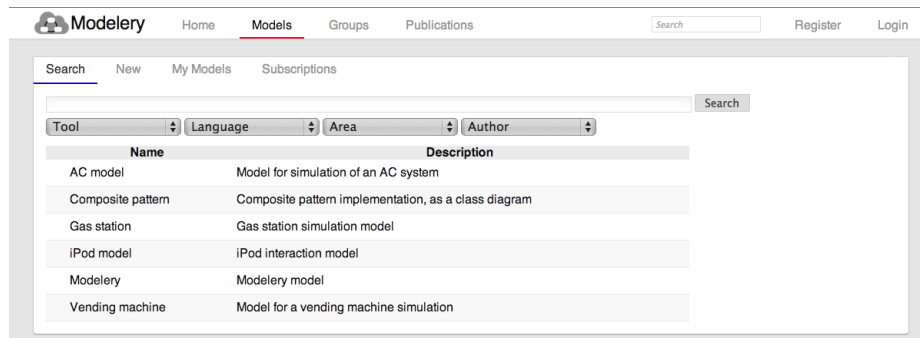 Modelery Home Models Groups Publications Search Register Login
Search New My Models Subscriptions
Search
Tool Language Area Author
Name Description
AC model Model for simulation of an AC system
Composite pattern Composite pattern implementation, as a class diagram
Gas station Gas station simulation model
iPod model iPod interaction model
Modelery Modelery model
Vending machine Model for a vending machine simulation